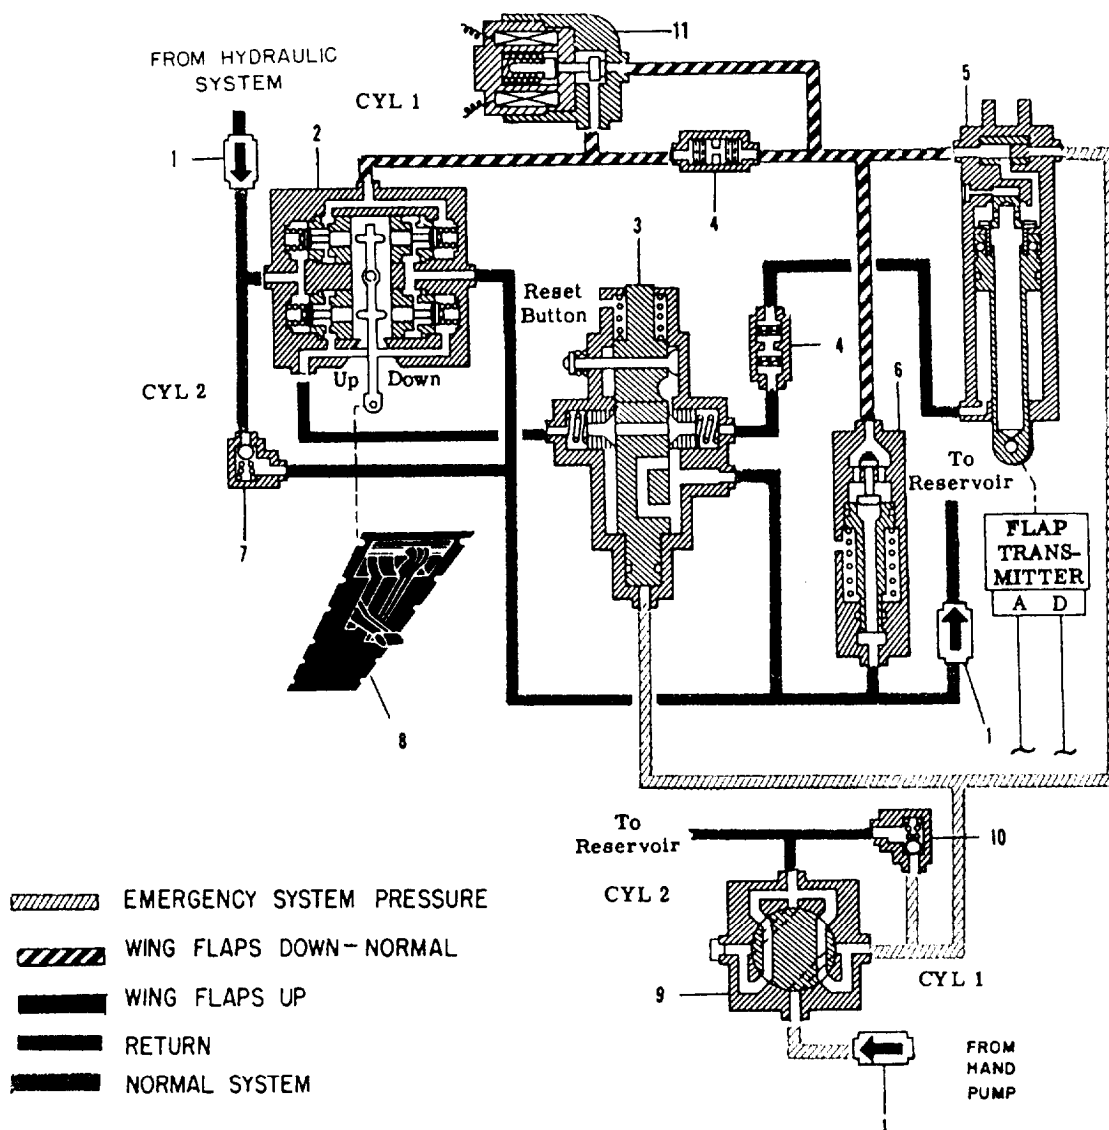 11
FROM HYDRAULIC
SYSTEM
CYL 1
5
1
2
4
3
Reset
Button
4
Up Down
6
CYL 2
To
Reservoir
7
FLAP
TRANS-
MITTER
A D
8
1
To
Reservoir
10
CYL 2
EMERGENCY SYSTEM PRESSURE
WING FLAPS DOWN-NORMAL
CYL 1
9
WING FLAPS UP
RETURN
FROM
HAND
PUMP
NORMAL SYSTEM
1